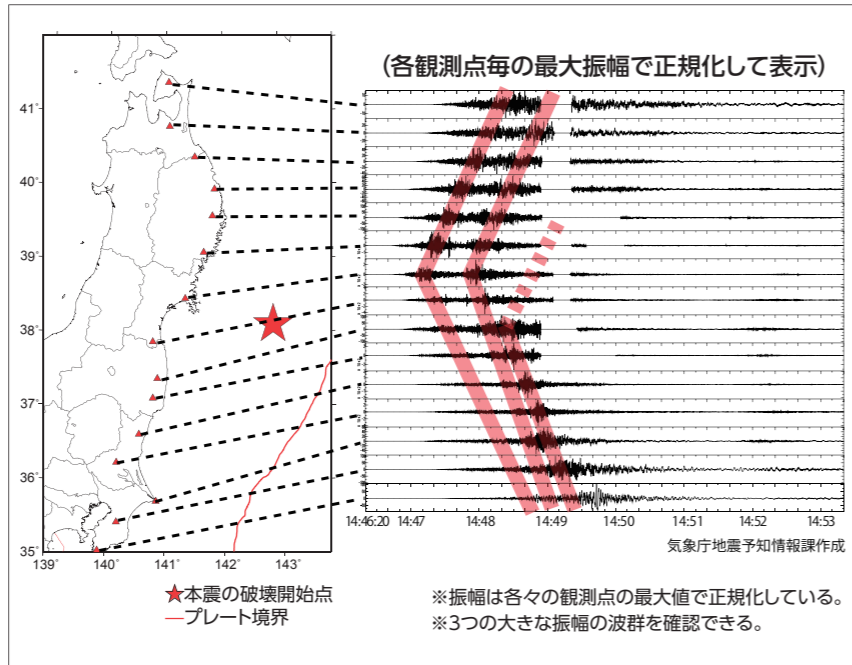 (各観測点毎の最大振幅で正規化して表示)
41°
40°
39°
38°
37°
36°
35°
139° 140° 141° 142° 143°
14:46:20 14:47 14:48 14:49 14:50 14:51 14:52 14:53
気象庁地震予知情報課作成
★本震の破壊開始点
―プレート境界
※振幅は各々の観測点の最大値で正規化している。
※3つの大きな振幅の波群を確認できる。